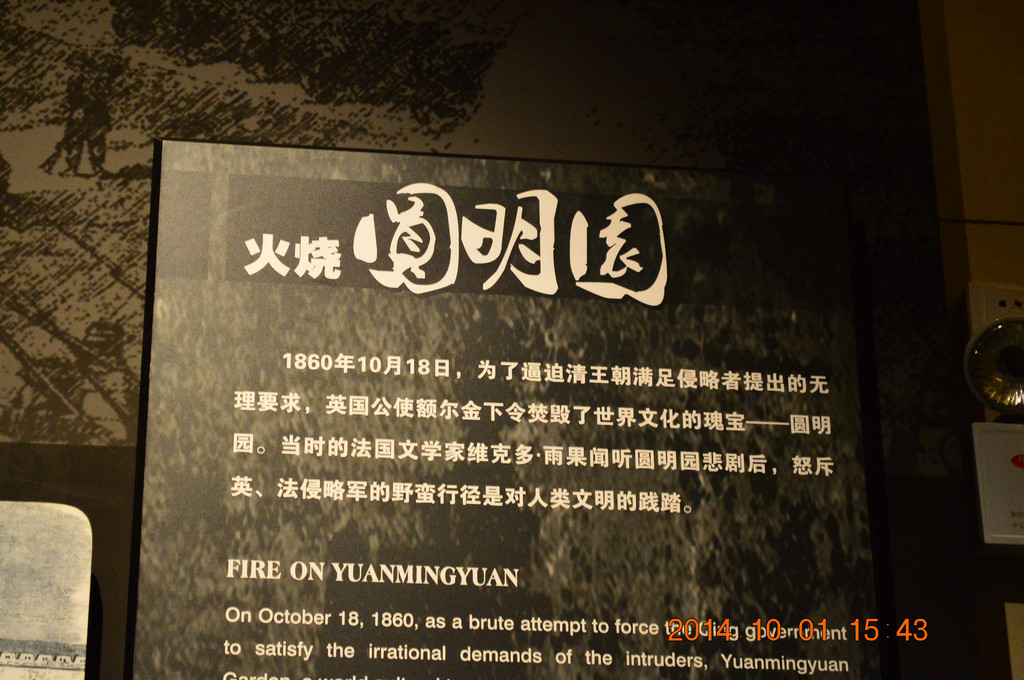 火烧圆明园
1860年10月18日，为了逼迫清王朝满足侵略者提出的无
理要求，英国公使额尔金下令焚毁了世界文化的瑰宝——圆明
园。当时的法国文学家维克多·雨果闻听圆明园悲剧后，怒斥
英、法侵略军的野蛮行径是对人类文明的践踏。
FIRE ON YUANMINGYUAN
On October 18, 1860, as a brute attempt to force the Qing government
to satisfy the irrational demands of the intruders, Yuanmingyuan
2014 10 01 15:43